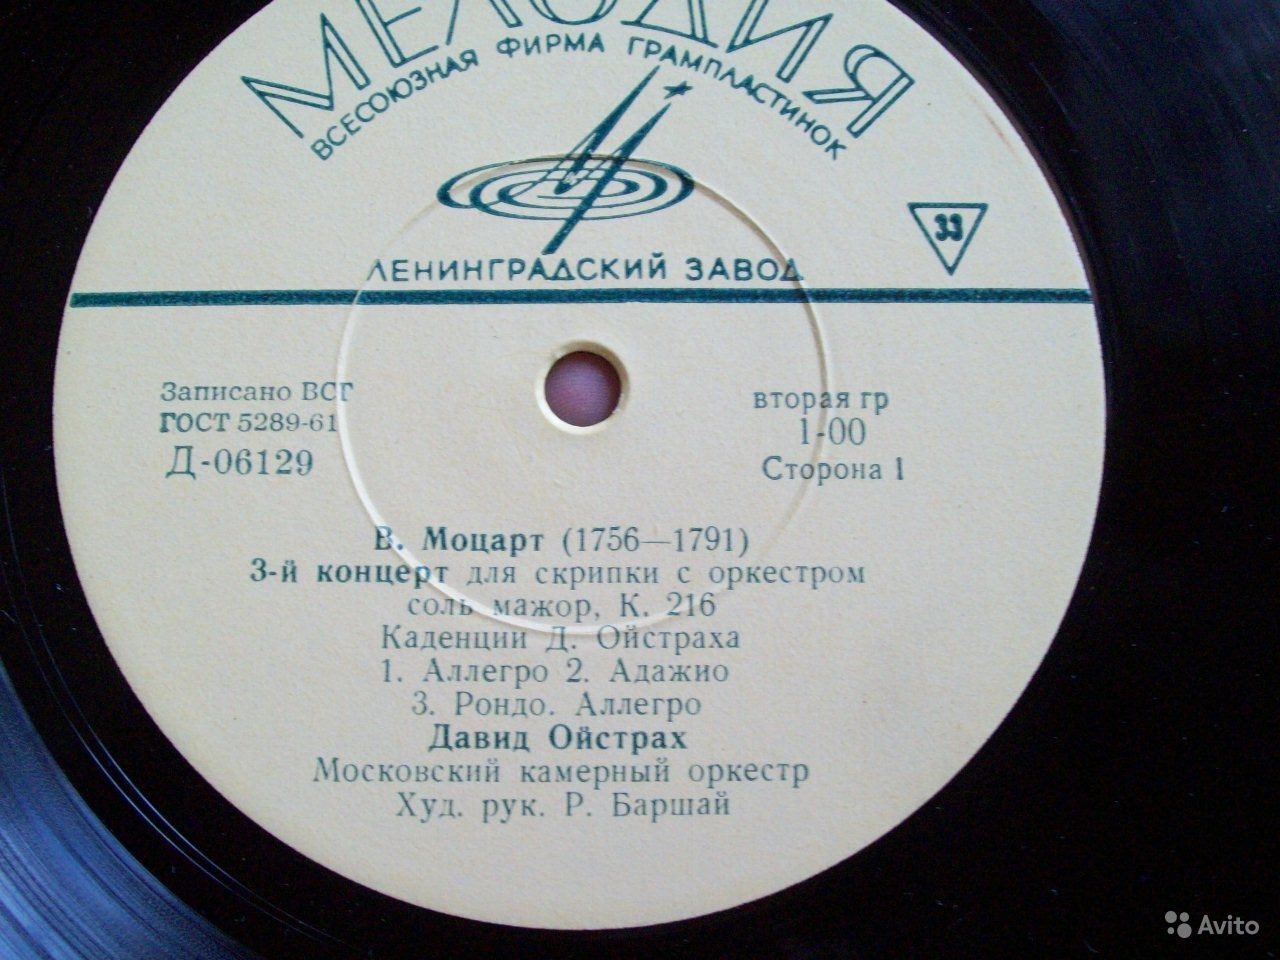 МЕЛОДИЯ
ВСЕСОЮЗНАЯ ФИРМА ГРАМПЛАСТИНОК
33
ЛЕНИНГРАДСКИЙ ЗАВОД
Записано ВСГ
ГОСТ 5289-61
Д-06129
вторая гр
1-00
Сторона 1
В. Моцарт (1756—1791)
3-й концерт для скрипки с оркестром
соль мажор, К. 216
Каденции Д. Ойстраха
1. Аллегро 2. Адажио
3. Рондо. Аллегро
Давид Ойстрах
Московский камерный оркестр
Худ. рук. Р. Баршай
Avito